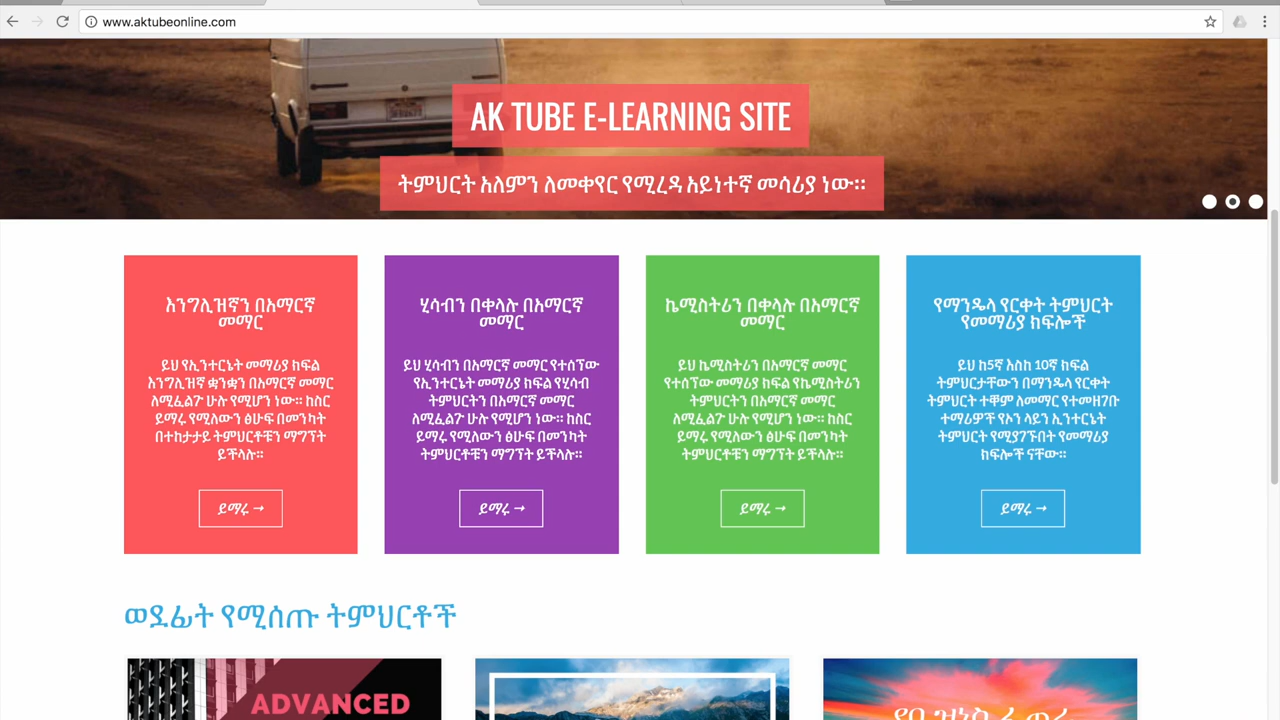 www.aktubeonline.com
AK TUBE E-LEARNING SITE
ትምህርት አለምን ለመቀየር የሚረዳ አይነተኛ መሳሪያ ነው።
እንግሊዝኛን በአማርኛ
መማር
ይህ የኢንተርኔት መማሪያ ክፍል
እንግሊዝኛ ቋንቋን በአማርኛ መማር
ለሚፈልጉ ሁሉ የሚሆን ነው። ከስር
ይማሩ የሚለውን ፅሁፍ በመንካት
በተከታታይ ትምህርቶቹን ማግኘት
ይችላሉ።
ይማሩ →
ሂሳብን በቀላሉ በአማርኛ
መማር
ይህ ሂሳብን በአማርኛ መማር የተሰኘው
የኢንተርኔት መማሪያ ክፍል የሂሳብ
ትምህርትን በአማርኛ መማር
ለሚፈልጉ ሁሉ የሚሆን ነው። ከስር
ይማሩ የሚለውን ፅሁፍ በመንካት
ትምህርቶቹን ማግኘት ይችላሉ።
ይማሩ →
ኬሚስትሪን በቀላሉ በአማርኛ
መማር
ይህ ኬሚስትሪን በአማርኛ መማር
የተሰኘው መማሪያ ክፍል የኬሚስትሪን
ትምህርትን በአማርኛ መማር
ለሚፈልጉ ሁሉ የሚሆን ነው። ከስር
ይማሩ የሚለውን ፅሁፍ በመንካት
ትምህርቶቹን ማግኘት ይችላሉ።
ይማሩ →
የማንዴላ የርቀት ትምህርት
የመማሪያ ክፍሎች
ይህ ከ5ኛ እስከ 10ኛ ክፍል
ትምህርታቸውን በማንዴላ የርቀት
ትምህርት ተቐም ለመማር የተመዘገቡ
ተማሪዎች የኦን ላይን ኢንተርኔት
ትምህርት የሚያገኙበት የመማሪያ
ክፍሎች ናቸው።
ይማሩ →
ወደፊት የሚሰጡ ትምህርቶች
ADVANCED